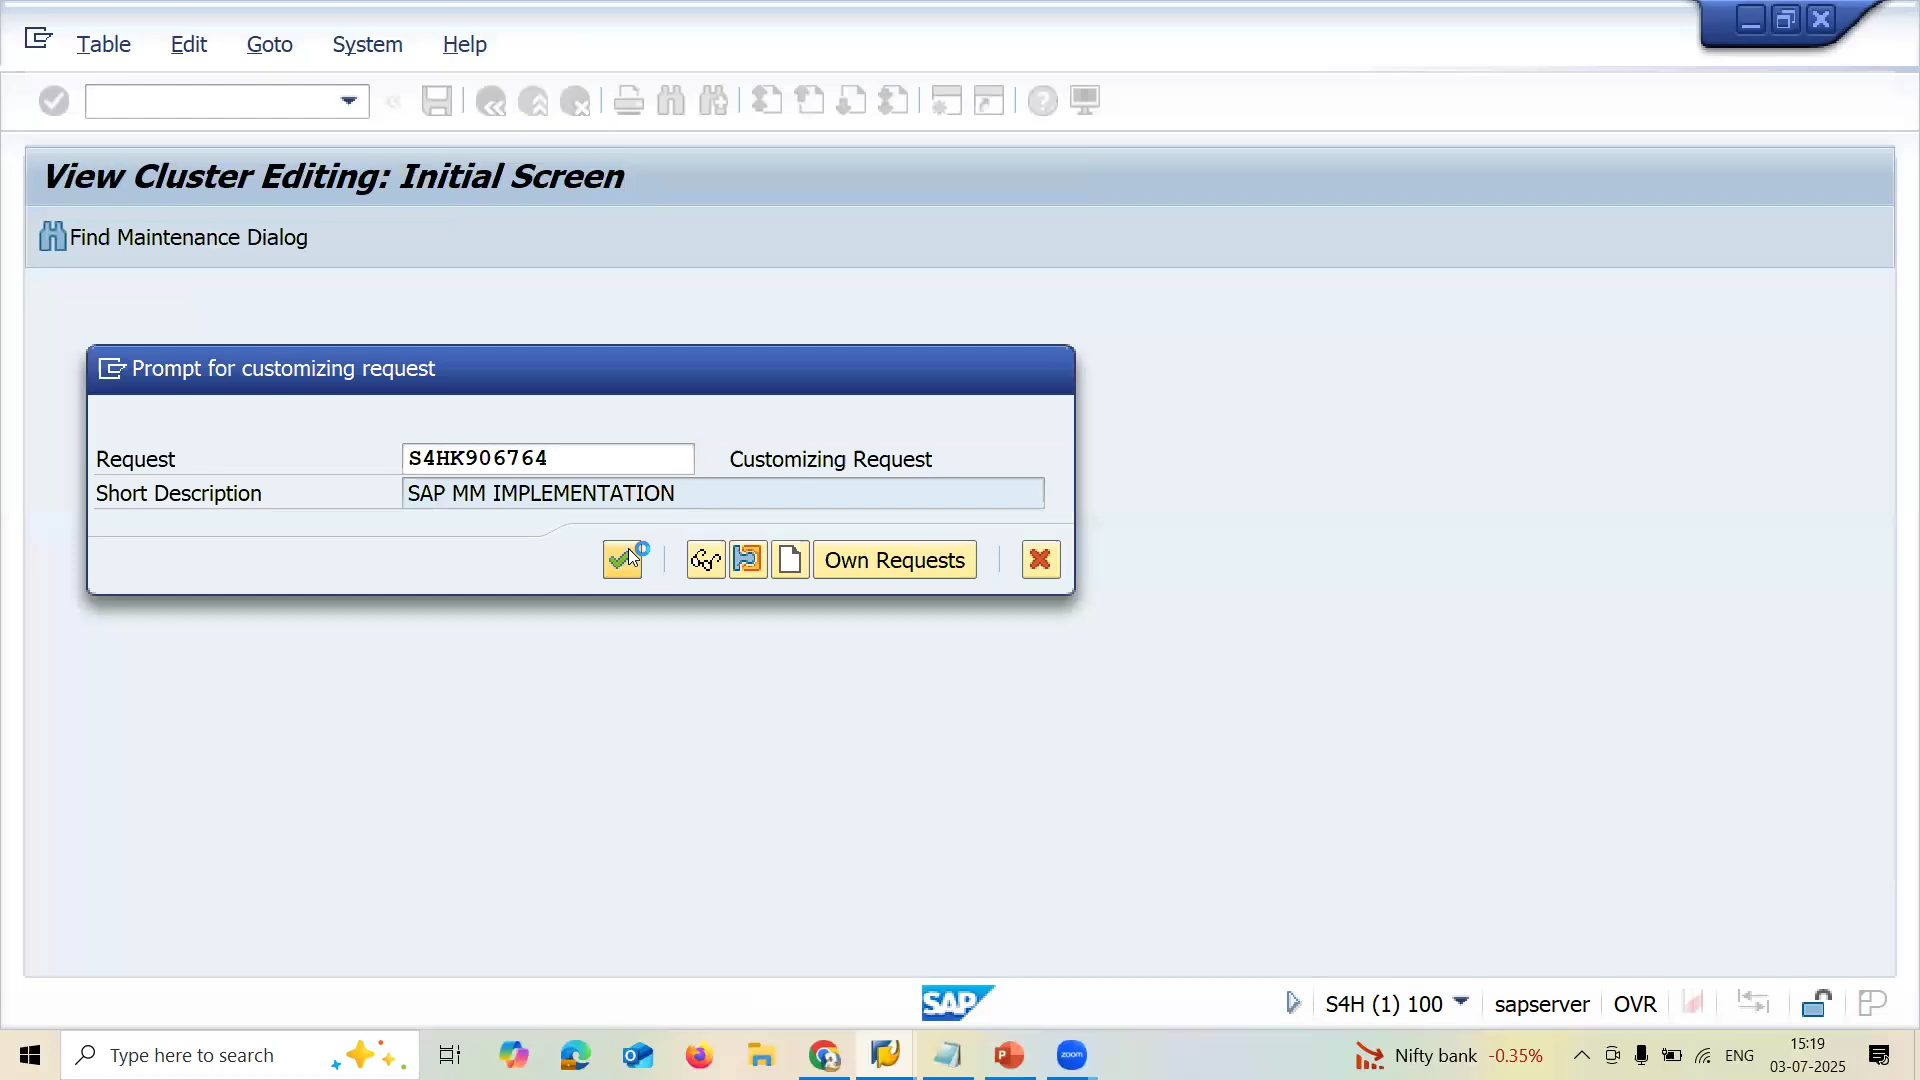 Table Edit Goto System Help
View Cluster Editing: Initial Screen
Find Maintenance Dialog
Prompt for customizing request
Request S4HK906764 Customizing Request
Short Description SAP MM IMPLEMENTATION
Own Requests
SAP S4H (1) 100 sapserver OVR
Type here to search zoom Nifty bank -0.35% ENG 15:19
03-07-2025